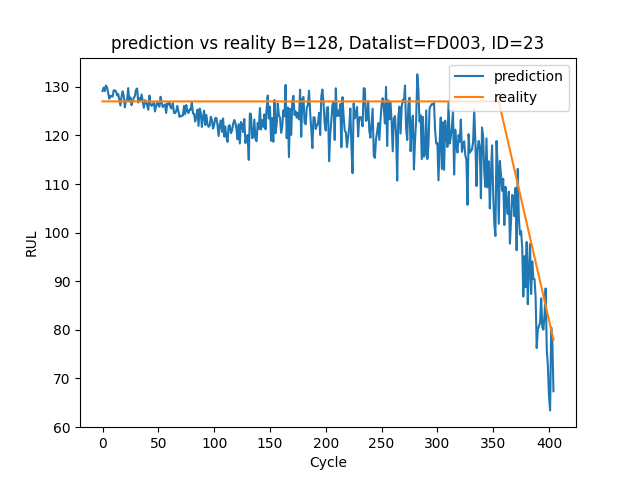 prediction vs reality B=128, Datalist=FD003, ID=23
prediction
reality
RUL
130
120
110
100
90
80
70
60
0 50 100 150 200 250 300 350 400
Cycle